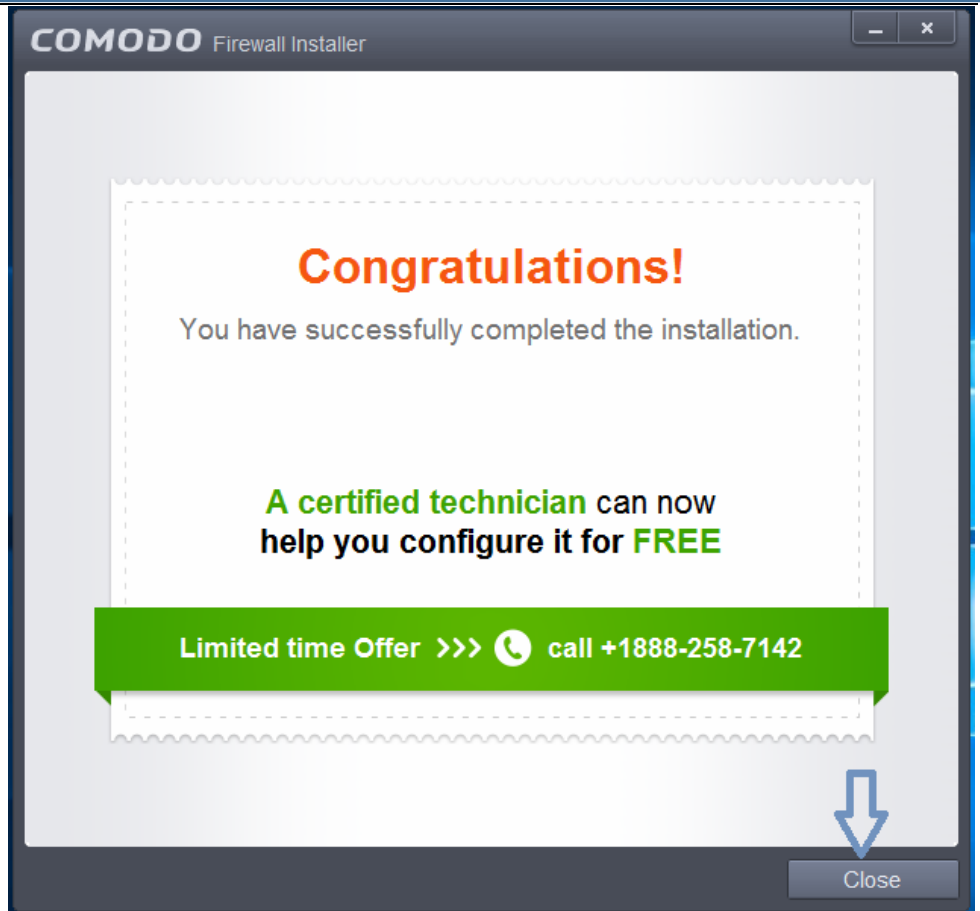 COMODO Firewall Installer
Congratulations!
You have successfully completed the installation.
A certified technician can now
help you configure it for FREE
Limited time Offer >>> call +1888-258-7142
Close